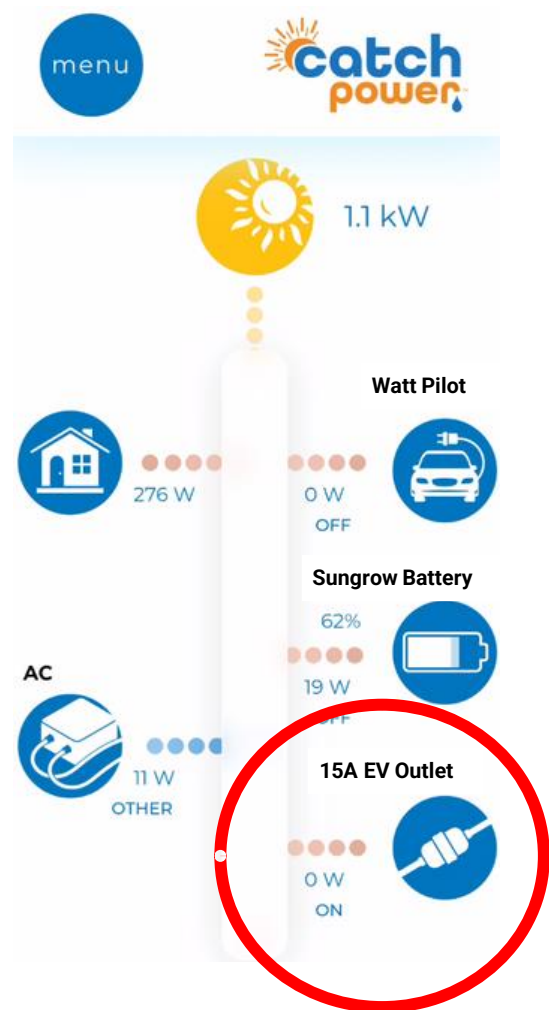 menu
catch
power
1.1 kW
Watt Pilot
276 W
0 W
OFF
Sungrow Battery
62%
19 W
OFF
AC
11 W
OTHER
15A EV Outlet
0 W
ON